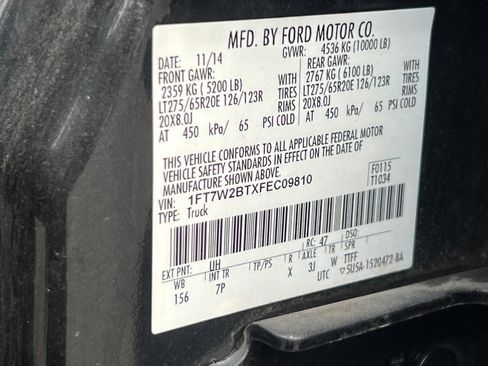 MFD. BY FORD MOTOR CO.
DATE: 11/14 GVWR: 4536 KG (10000 LB)
FRONT GAWR: REAR GAWR:
2359 KG ( 5200 LB) WITH 2767 KG ( 6100 LB) WITH
LT275/65R20E 126/123R TIRES LT275/65R20E 126/123R TIRES
20X8.0J RIMS 20X8.0J RIMS
AT 450 kPa/ 65 PSI COLD AT 450 kPa/ 65 PSI COLD
THIS VEHICLE CONFORMS TO ALL APPLICABLE FEDERAL MOTOR
VEHICLE SAFETY STANDARDS IN EFFECT ON THE DATE OF
MANUFACTURE SHOWN ABOVE.
VIN: 1FT7W2BTXFEC09810 F0115
TYPE: Truck T1034
EXT PNT: UH RC: 47 DSO:
WB INT TR TP/PS R AXLE TR SPR
156 7P X 3J W TTFF
UTC ▽5U5A-1520472-BA